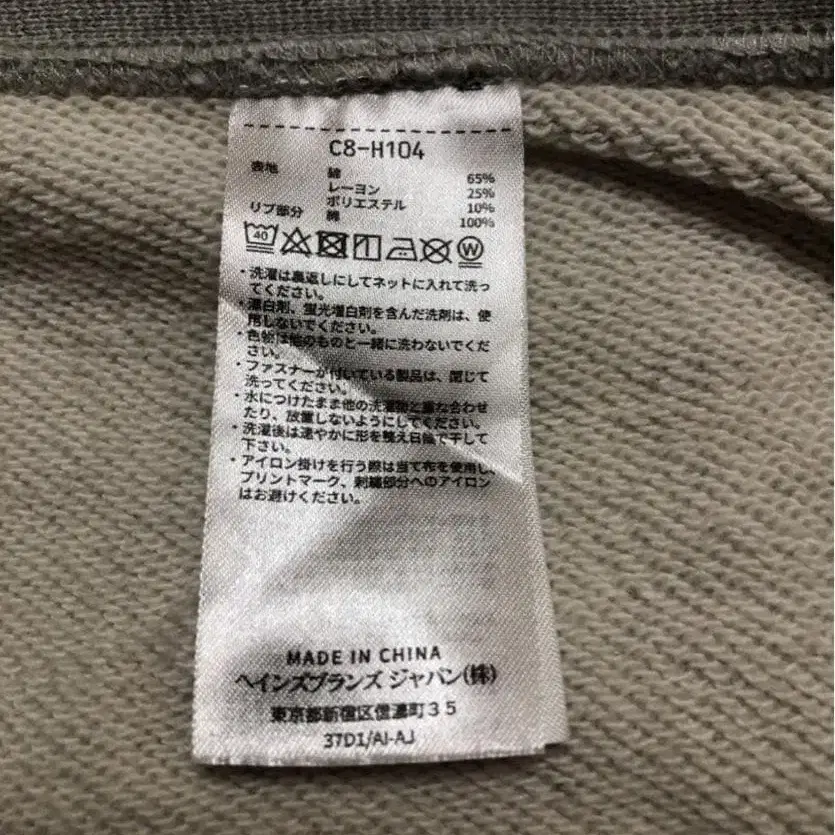 C8-H104
表地 綿 65%
レーヨン 25%
ポリエステル 10%
リブ部分 綿 100%
40 W
・洗濯は裏返しにしてネットに入れて洗っ
てください。
・漂白剤、蛍光増白剤を含んだ洗剤は、使
用しないでください。
・色物は他のものと一緒に洗わないでくだ
さい。
・ファスナーが付いている製品は、閉じて
洗ってください。
・水につけたまま他の洗濯物と重ね合わせ
たり、放置しないようにしてください。
・洗濯後は速やかに形を整え日陰で干して
下さい。
・アイロン掛けを行う際は当て布を使用し、
プリントマーク、刺繍部分へのアイロン
はお避けください。
MADE IN CHINA
ヘインズブランズ ジャパン(株)
東京都新宿区信濃町35
37D1/AI-AJ